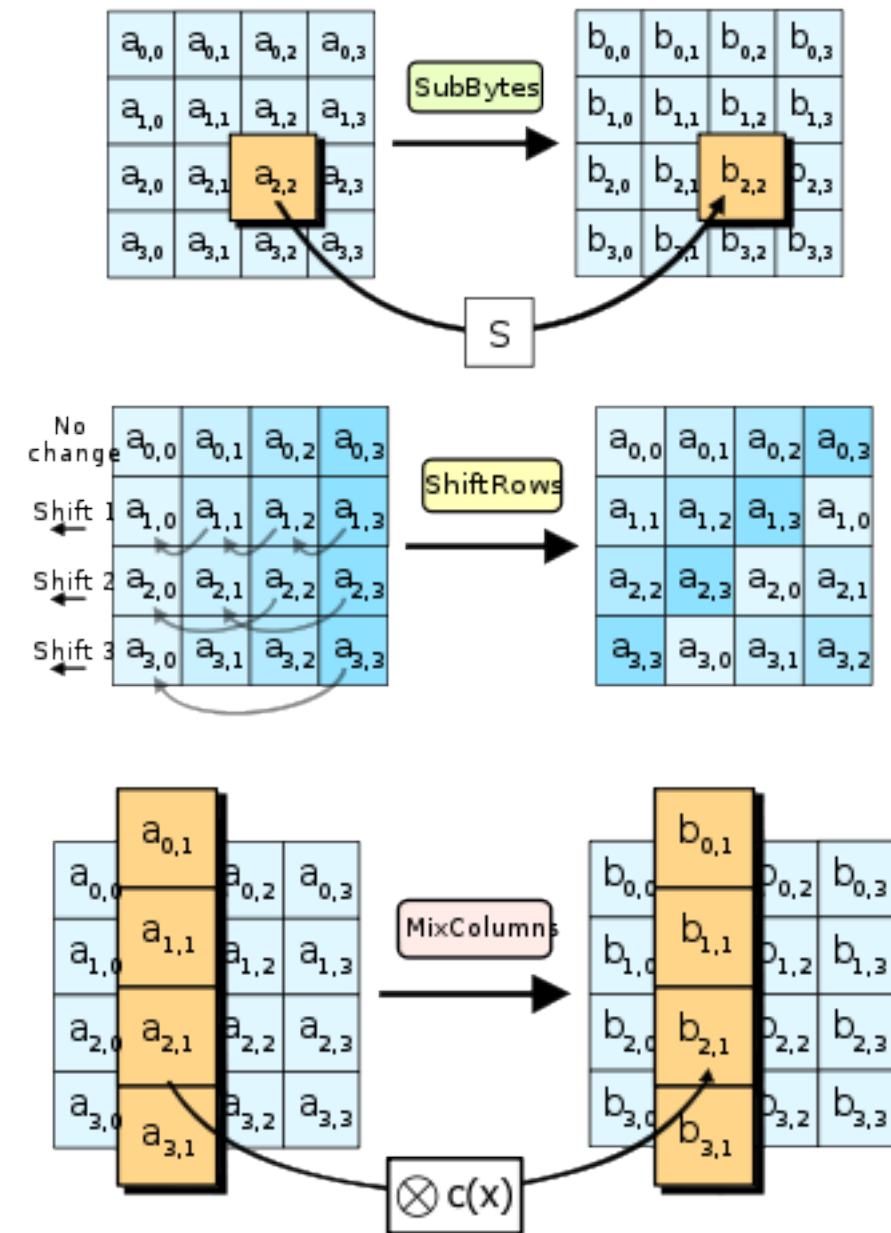 a0,0 a0,1 a0,2 a0,3
a1,0 a1,1 a1,2 a1,3
a2,0 a2,1 a2,2 a2,3
a3,0 a3,1 a3,2 a3,3
SubBytes
b0,0 b0,1 b0,2 b0,3
b1,0 b1,1 b1,2 b1,3
b2,0 b2,1 b2,2 b2,3
b3,0 b3,1 b3,2 b3,3
S
No
change
Shift 1
Shift 2
Shift 3
a0,0 a0,1 a0,2 a0,3
a1,0 a1,1 a1,2 a1,3
a2,0 a2,1 a2,2 a2,3
a3,0 a3,1 a3,2 a3,3
ShiftRows
a0,0 a0,1 a0,2 a0,3
a1,1 a1,2 a1,3 a1,0
a2,2 a2,3 a2,0 a2,1
a3,3 a3,0 a3,1 a3,2
a0,0 a0,1 a0,2 a0,3
a1,0 a1,1 a1,2 a1,3
a2,0 a2,1 a2,2 a2,3
a3,0 a3,1 a3,2 a3,3
MixColumns
b0,0 b0,1 b0,2 b0,3
b1,0 b1,1 b1,2 b1,3
b2,0 b2,1 b2,2 b2,3
b3,0 b3,1 b3,2 b3,3
⊗ c(x)